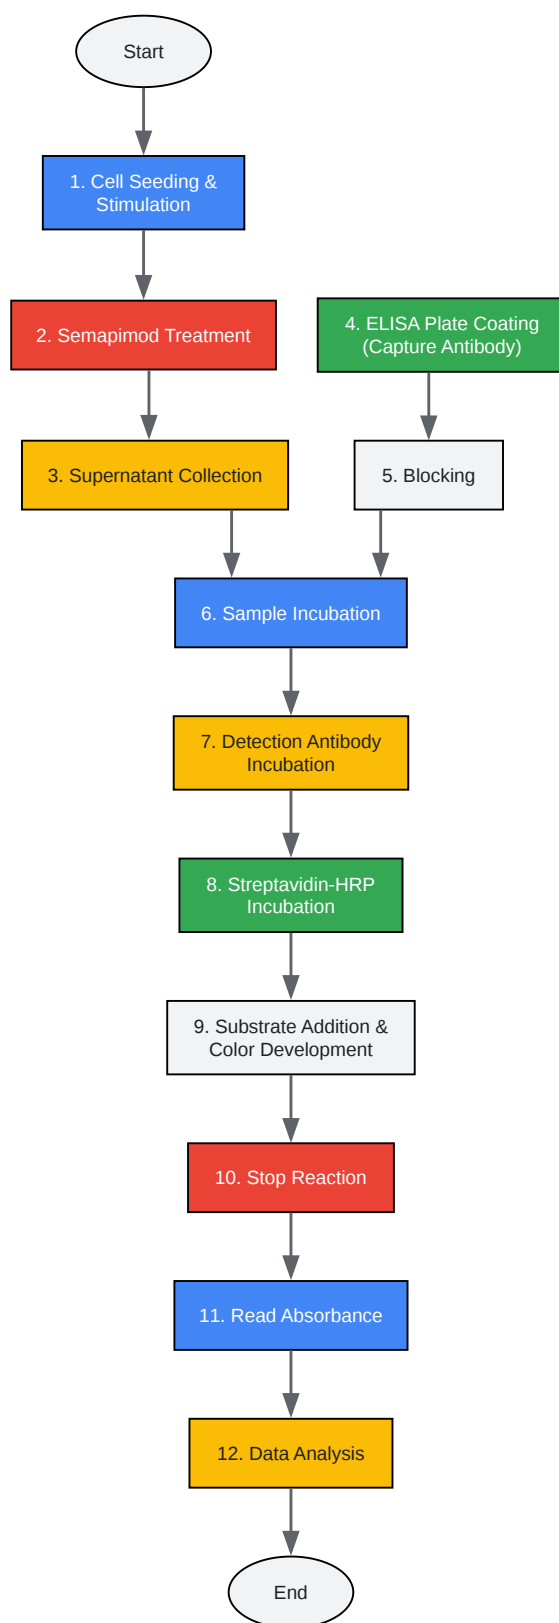 Start
1. Cell Seeding &
Stimulation
2. Semapimod Treatment
4. ELISA Plate Coating
(Capture Antibody)
3. Supernatant Collection
5. Blocking
6. Sample Incubation
7. Detection Antibody
Incubation
8. Streptavidin-HRP
Incubation
9. Substrate Addition &
Color Development
10. Stop Reaction
11. Read Absorbance
12. Data Analysis
End